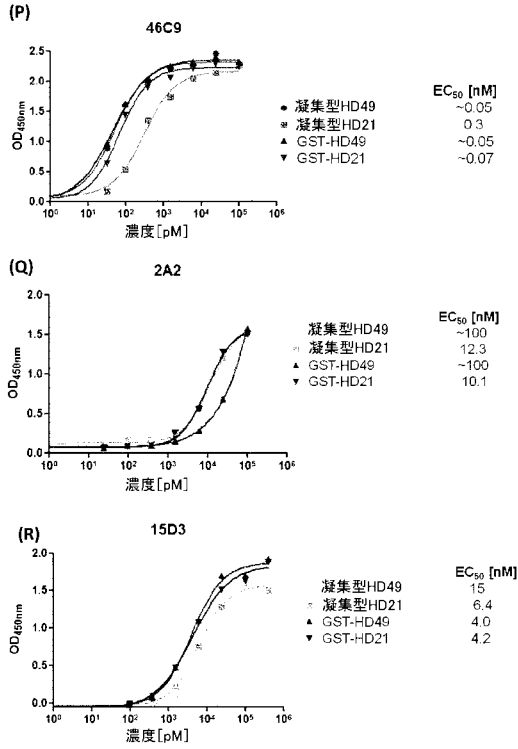 (P)
46C9
2.5
2.0
1.5
1.0
0.5
0.0
OD450nm
10⁰ 10¹ 10² 10³ 10⁴ 10⁵ 10⁶
濃度[pM]
EC50 [nM]
凝集型HD49 ~0.05
凝集型HD21 0.3
GST-HD49 ~0.05
GST-HD21 ~0.07
(Q)
2A2
2.0
1.5
1.0
0.5
0.0
OD450nm
10⁰ 10¹ 10² 10³ 10⁴ 10⁵ 10⁶
濃度[pM]
EC50 [nM]
凝集型HD49 ~100
凝集型HD21 12.3
GST-HD49 ~100
GST-HD21 10.1
(R)
15D3
2.0
1.5
1.0
0.5
0.0
OD450nm
10⁰ 10¹ 10² 10³ 10⁴ 10⁵ 10⁶
濃度[pM]
EC50 [nM]
凝集型HD49 15
凝集型HD21 6.4
GST-HD49 4.0
GST-HD21 4.2